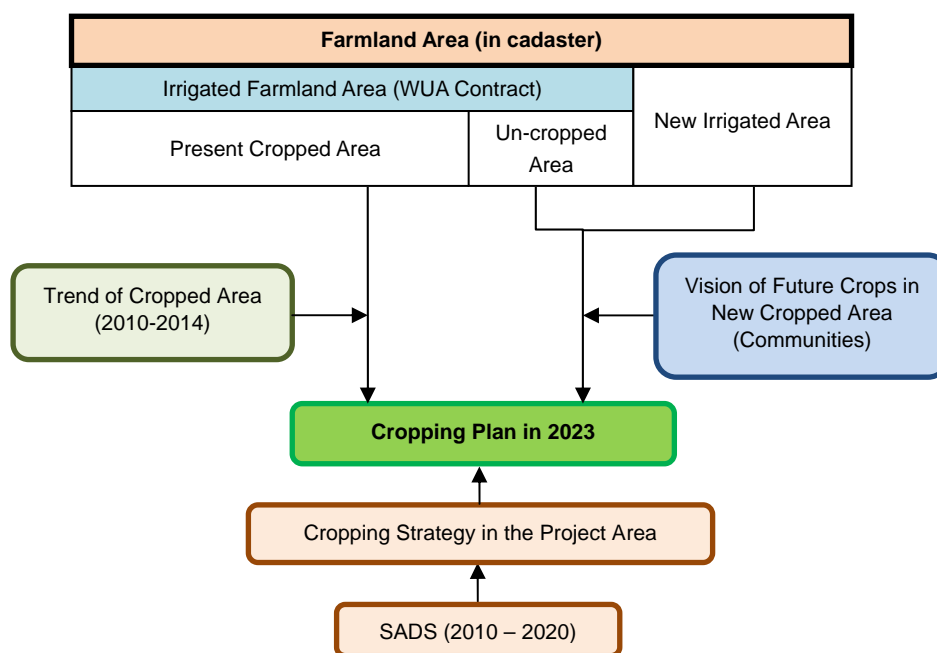 Farmland Area (in cadaster)
Irrigated Farmland Area (WUA Contract)
New Irrigated Area
Present Cropped Area
Un-cropped
Area
Trend of Cropped Area
(2010-2014)
Vision of Future Crops in
New Cropped Area
(Communities)
Cropping Plan in 2023
Cropping Strategy in the Project Area
SADS (2010 – 2020)